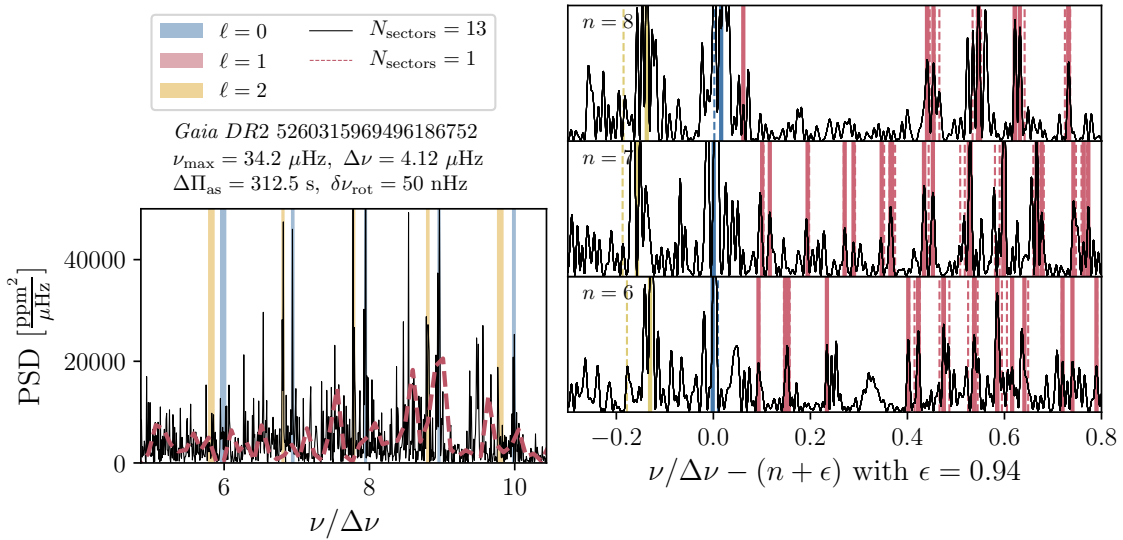 ℓ = 0
ℓ = 1
ℓ = 2
N_sectors = 13
N_sectors = 1
Gaia DR2 5260315969496186752
ν_max = 34.2 μHz, Δν = 4.12 μHz
ΔΠ_as = 312.5 s, δν_rot = 50 nHz
PSD [ppm²/μHz]
40000
20000
0
6 8 10
ν/Δν
n = 8
n = 7
n = 6
−0.2 0.0 0.2 0.4 0.6 0.8
ν/Δν − (n + ϵ) with ϵ = 0.94